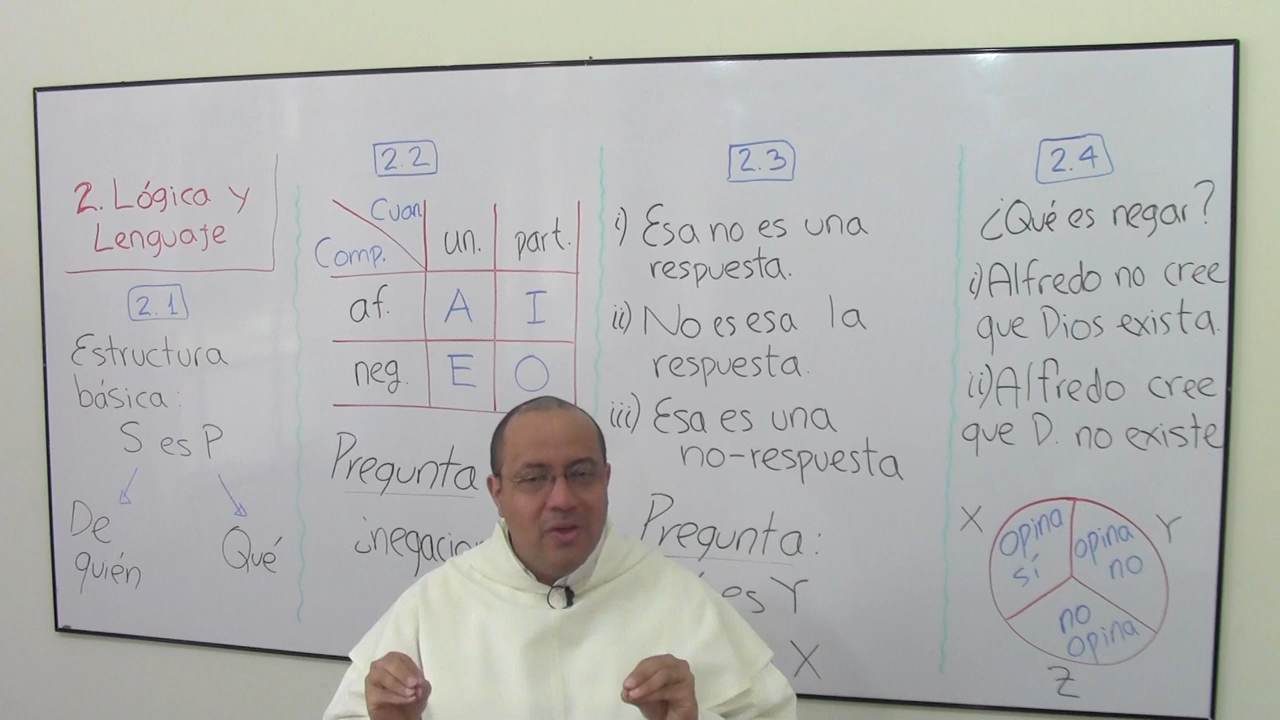 2. Lógica y
Lenguaje
2.1
Estructura
básica:
S es P
De
quién
Qué
2.2
Cuan
Comp.
un.
part.
af.
A
I
neg.
E
O
Pregunta
2.3
i) Esa no es una
respuesta.
ii) No es esa la
respuesta.
iii) Esa es una
no-respuesta
Pregunta:
es Y
X
2.4
¿Qué es negar?
i) Alfredo no cree
que Dios exista.
ii) Alfredo cree
que D. no existe
X
opina
sí
Y
opina
no
no
opina
Z